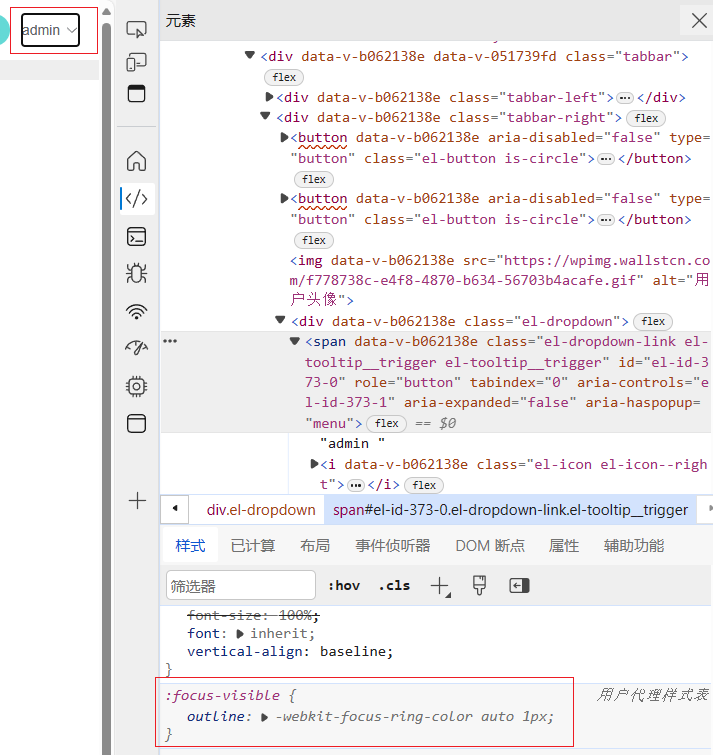 admin
元素
<div data-v-b062138e data-v-051739fd class="tabbar">
flex
<div data-v-b062138e class="tabbar-left">…</div>
<div data-v-b062138e class="tabbar-right"> flex
<button data-v-b062138e aria-disabled="false" type=
"button" class="el-button is-circle">…</button>
flex
<button data-v-b062138e aria-disabled="false" type=
"button" class="el-button is-circle">…</button>
flex
<img data-v-b062138e src="https://wpimg.wallstcn.co
m/f778738c-e4f8-4870-b634-56703b4acafe.gif" alt="用
户头像">
<div data-v-b062138e class="el-dropdown"> flex
… <span data-v-b062138e class="el-dropdown-link el-
tooltip__trigger el-tooltip__trigger" id="el-id-3
73-0" role="button" tabindex="0" aria-controls="e
l-id-373-1" aria-expanded="false" aria-haspopup=
"menu"> flex == $0
"admin "
<i data-v-b062138e class="el-icon el-icon--righ
t">…</i> flex
div.el-dropdown span#el-id-373-0.el-dropdown-link.el-tooltip__trigger
样式 已计算 布局 事件侦听器 DOM 断点 属性 辅助功能
筛选器 :hov .cls
font-size: 100%;
font: inherit;
vertical-align: baseline;
}
:focus-visible { 用户代理样式表
outline: -webkit-focus-ring-color auto 1px;
}